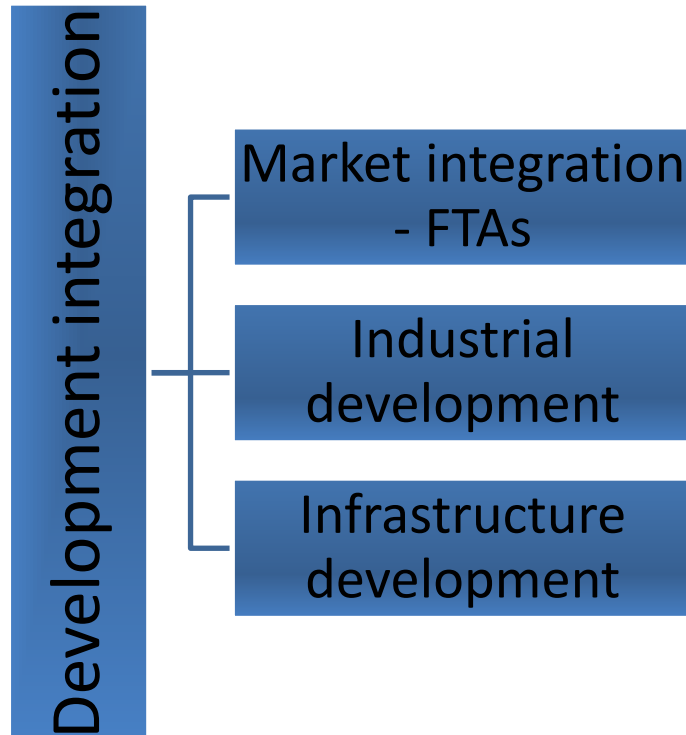 Development integration
Market integration
- FTAs
Industrial
development
Infrastructure
development